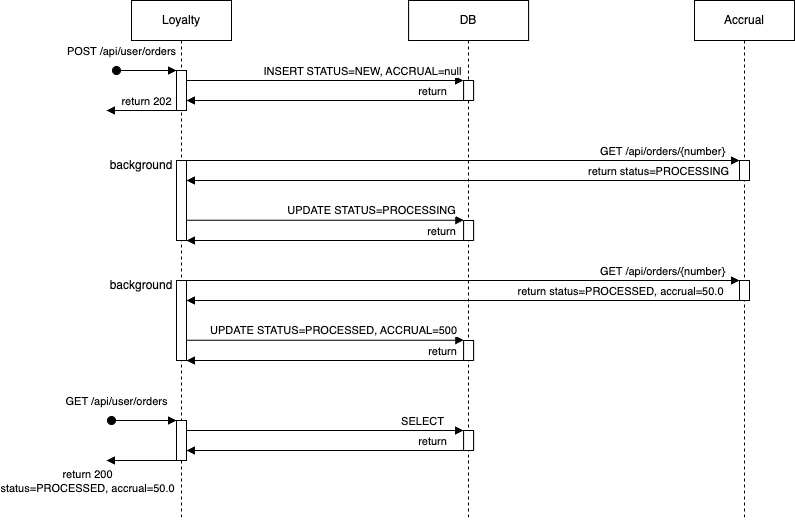 Loyalty
DB
Accrual
POST /api/user/orders
INSERT STATUS=NEW, ACCRUAL=null
return
return 202
GET /api/orders/{number}
background
return status=PROCESSING
UPDATE STATUS=PROCESSING
return
GET /api/orders/{number}
background
return status=PROCESSED, accrual=50.0
UPDATE STATUS=PROCESSED, ACCRUAL=500
return
GET /api/user/orders
SELECT
return
return 200
status=PROCESSED, accrual=50.0